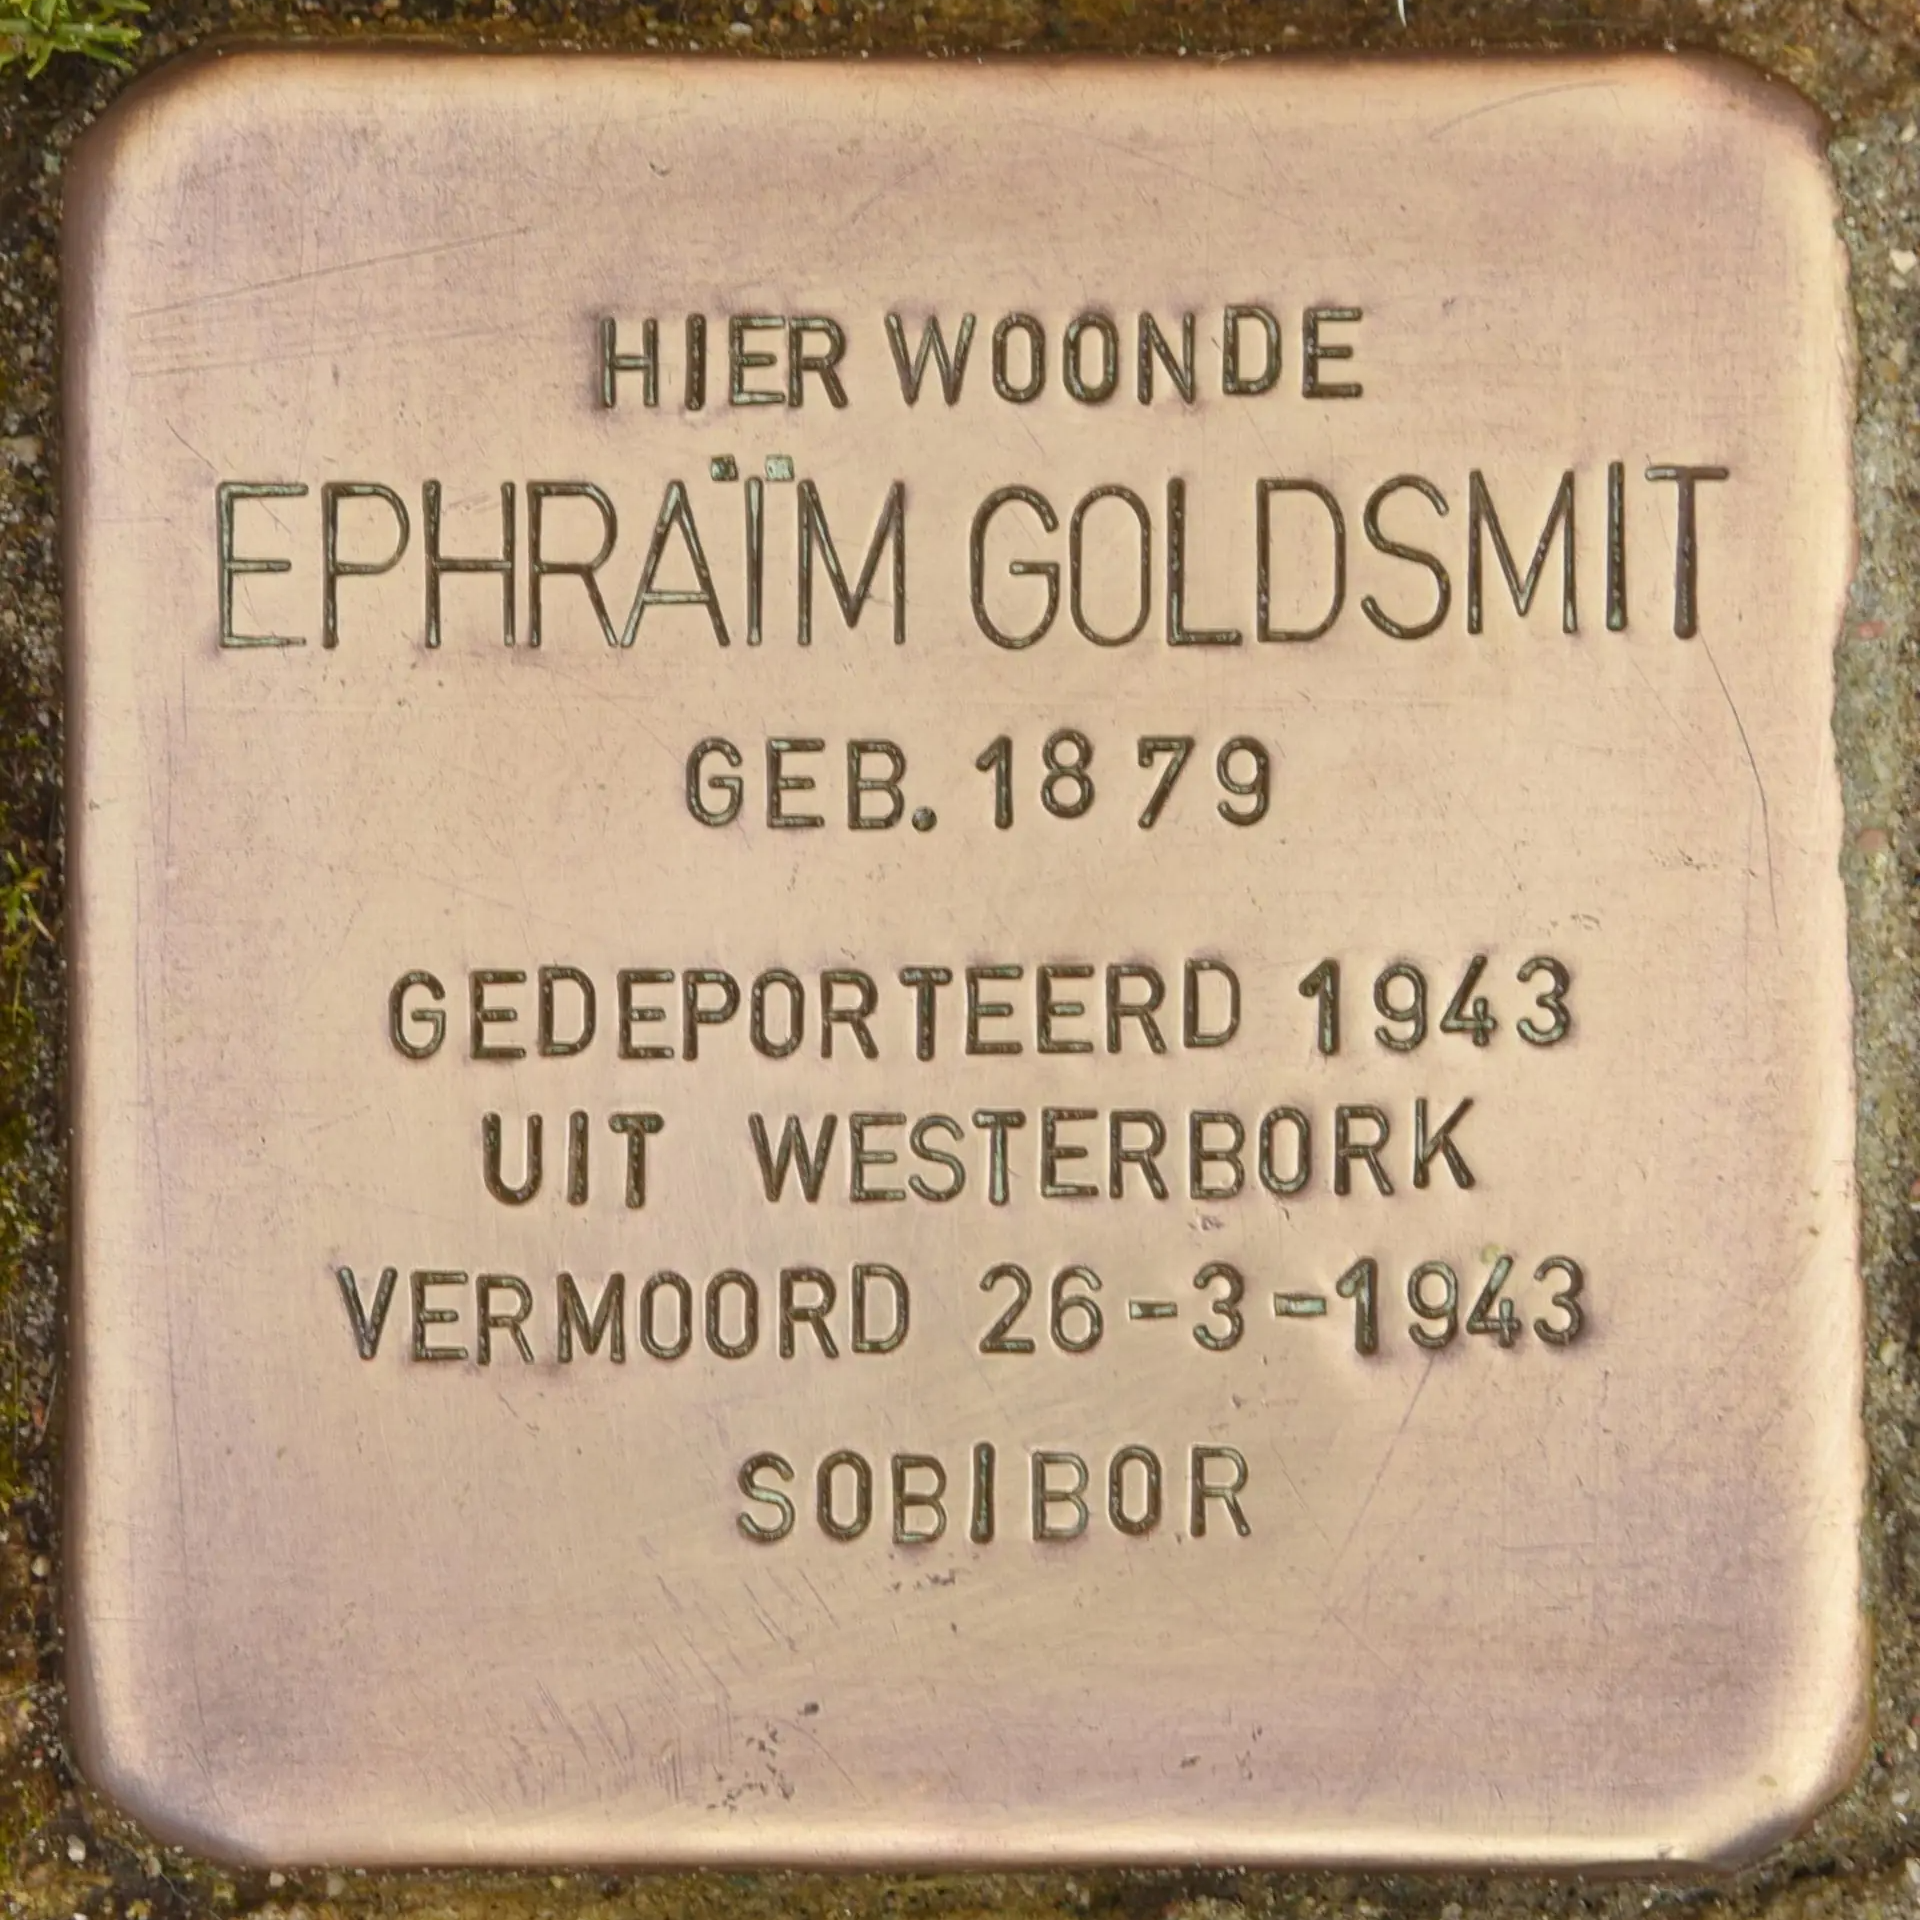 HIER WOONDE
EPHRAÏM GOLDSMIT
GEB. 1879
GEDEPORTEERD 1943
UIT WESTERBORK
VERMOORD 26-3-1943
SOBIBOR